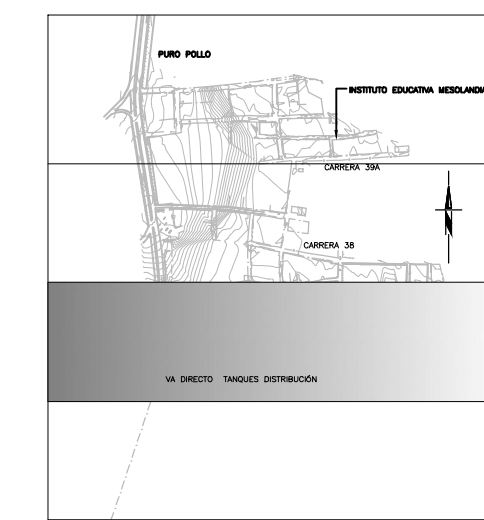 PURO POLLO
INSTITUTO EDUCATIVA MESOLANDIA
CARRERA 39A
CARRERA 38
VA DIRECTO TANQUES DISTRIBUCIÓN